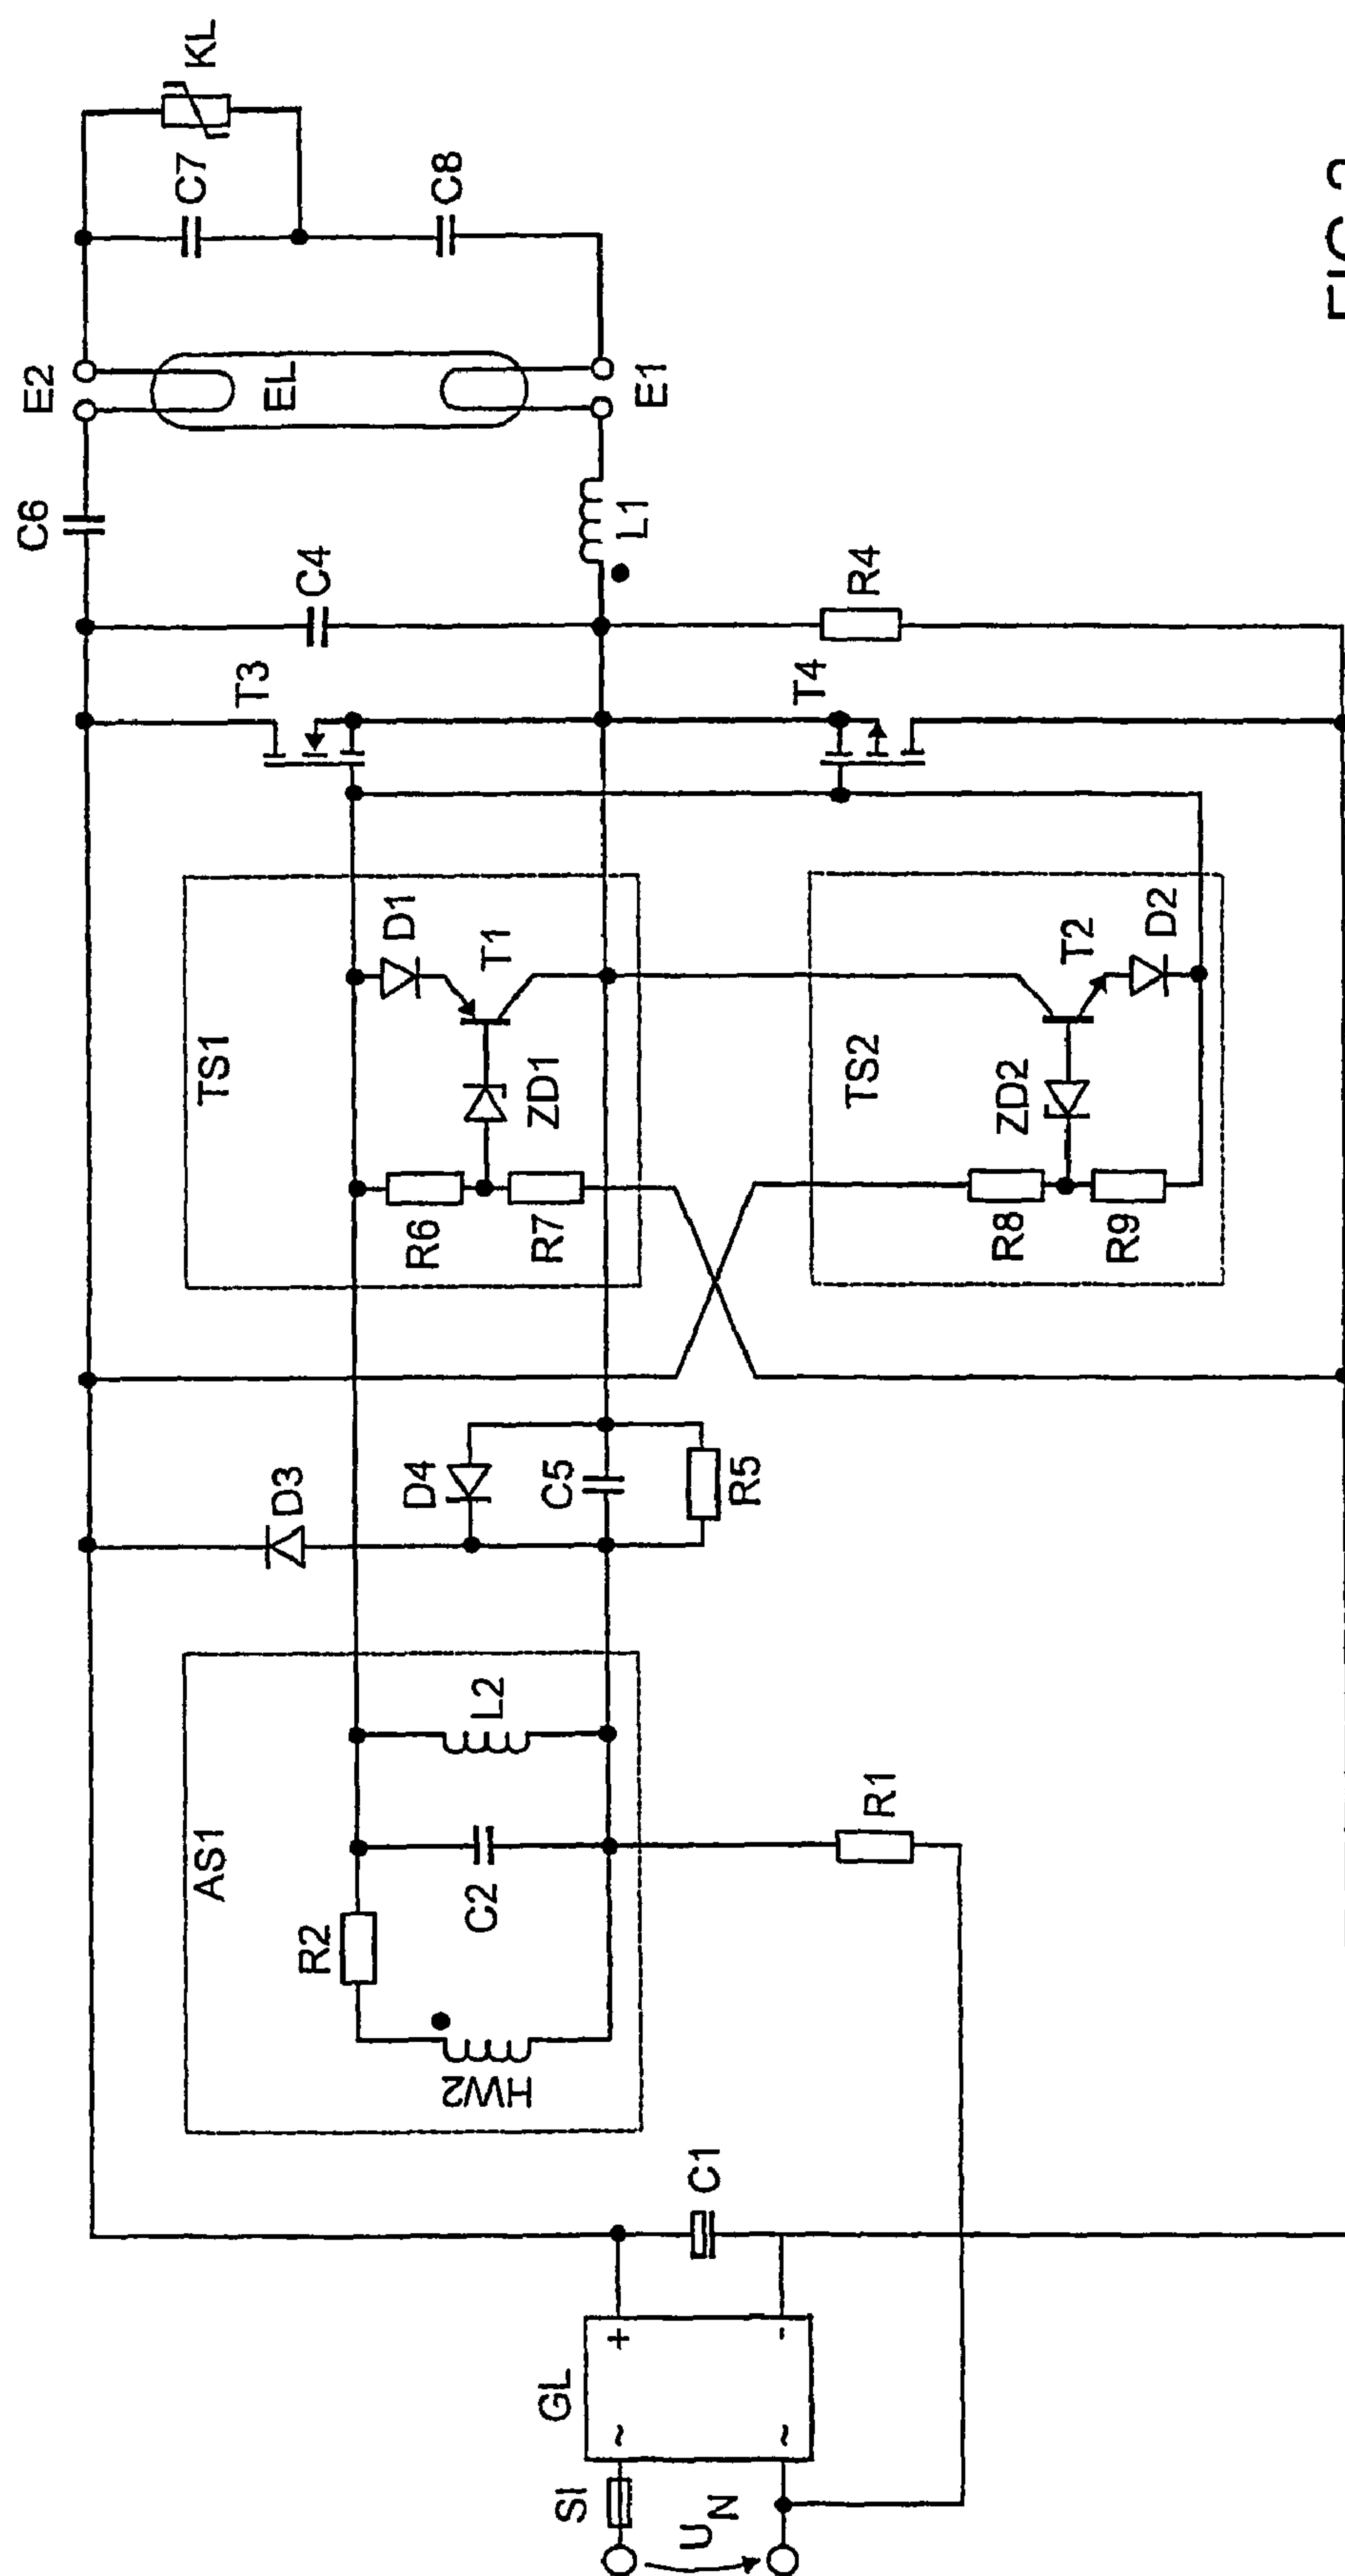 KL
C7
C8
E2
EL
E1
C6
L1
C4
R4
T3
T4
D1
T1
TS1
ZD1
R6
R7
T2
D2
TS2
ZD2
R8
R9
D3
D4
C5
R5
AS1
L2
R2
C2
R1
HW2
C1
GL
+
-
~
~
SI
U_N